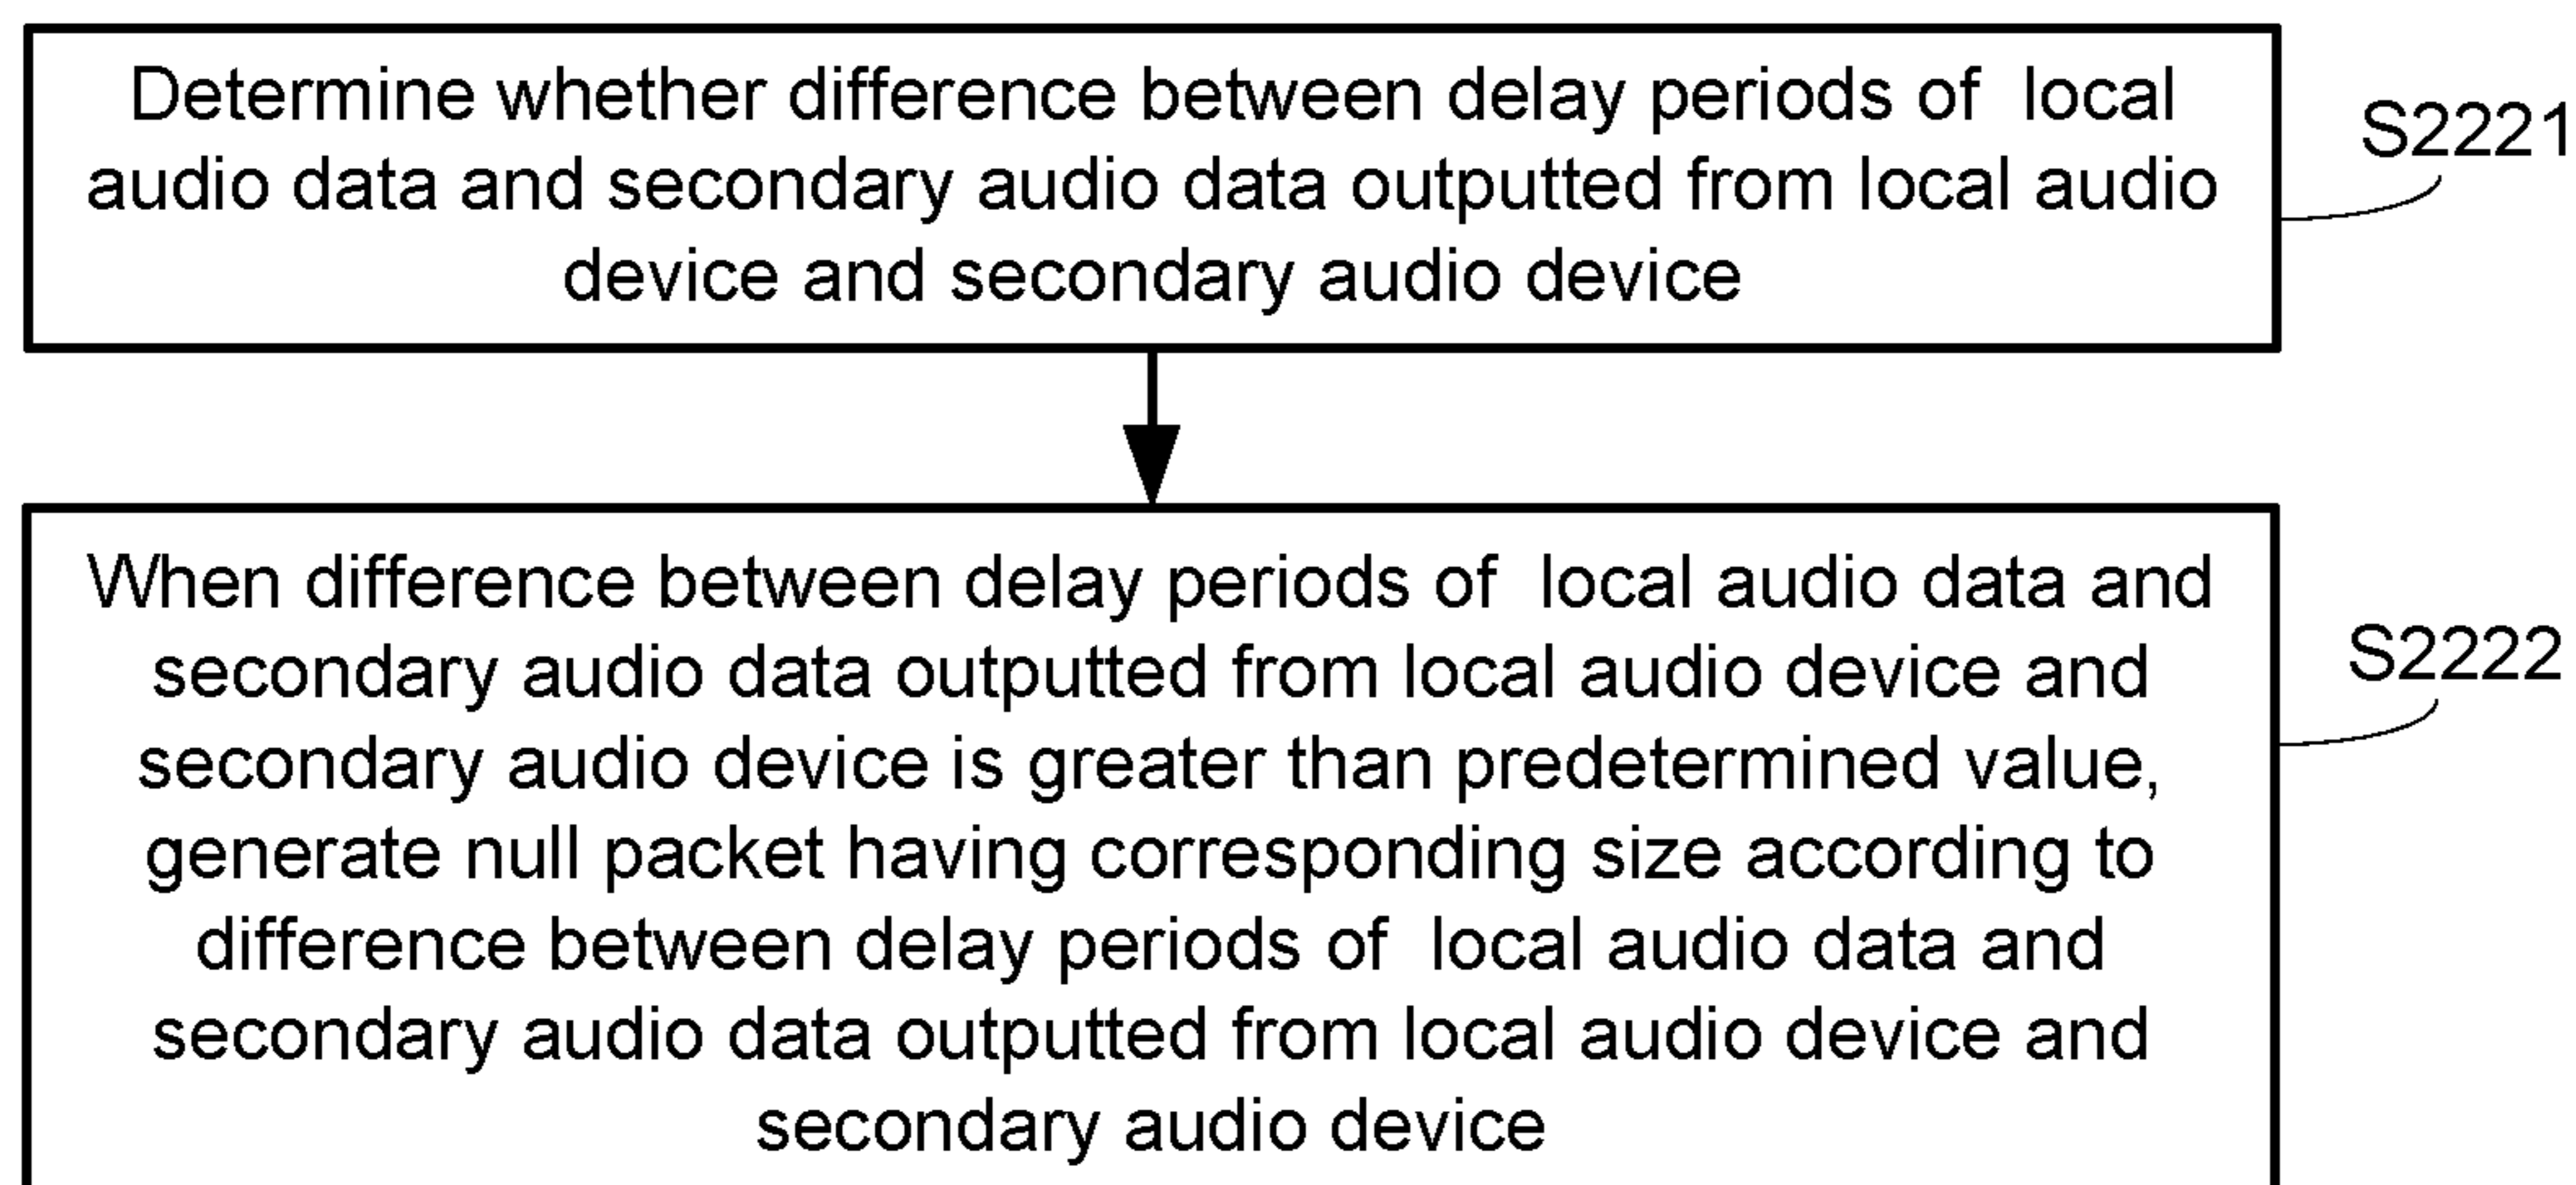 Determine whether difference between delay periods of local
audio data and secondary audio data outputted from local audio
device and secondary audio device
S2221
When difference between delay periods of local audio data and
secondary audio data outputted from local audio device and
secondary audio device is greater than predetermined value,
generate null packet having corresponding size according to
difference between delay periods of local audio data and
secondary audio data outputted from local audio device and
secondary audio device
S2222